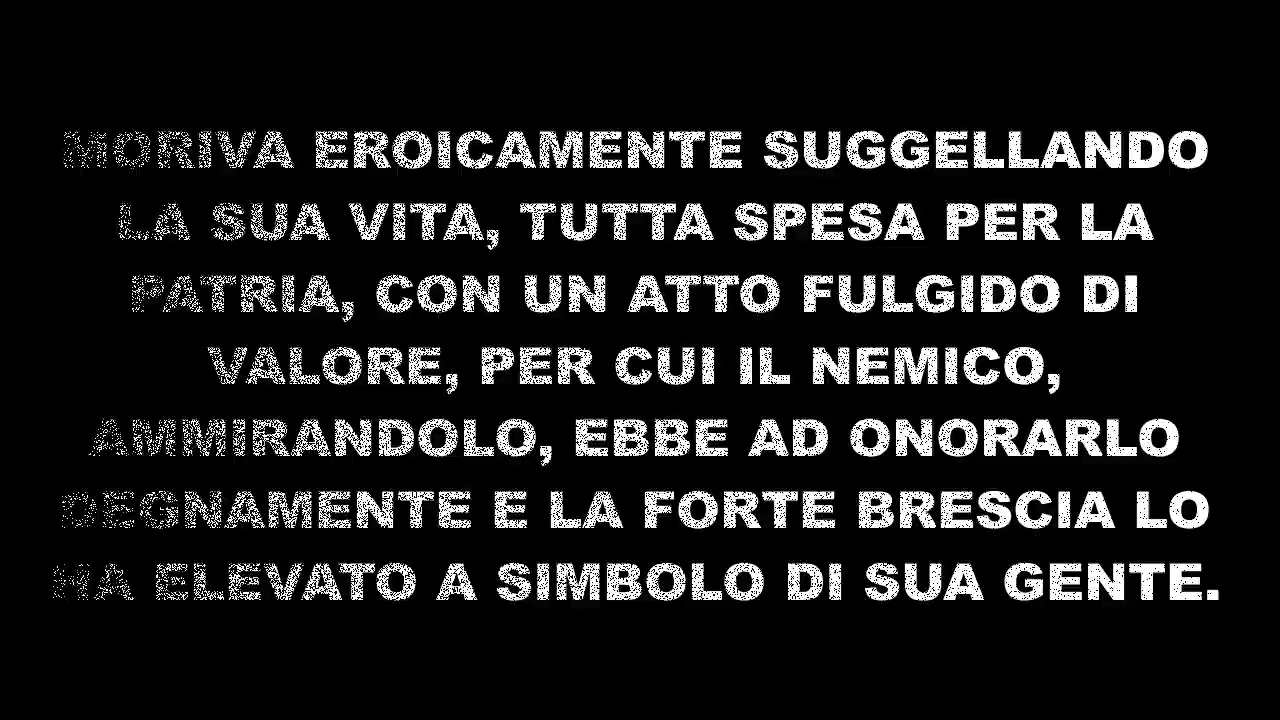 MORIVA EROICAMENTE SUGGELLANDO
LA SUA VITA, TUTTA SPESA PER LA
PATRIA, CON UN ATTO FULGIDO DI
VALORE, PER CUI IL NEMICO,
AMMIRANDOLO, EBBE AD ONORARLO
DEGNAMENTE E LA FORTE BRESCIA LO
HA ELEVATO A SIMBOLO DI SUA GENTE.